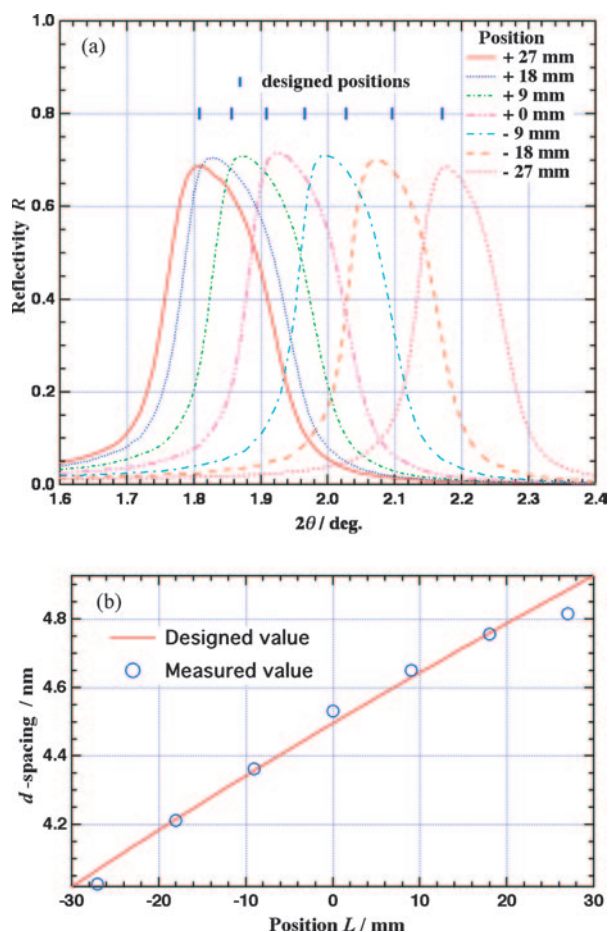 (a)
Position
+ 27 mm
+ 18 mm
+ 9 mm
+ 0 mm
- 9 mm
- 18 mm
- 27 mm
designed positions
Reflectivity R
1.0
0.8
0.6
0.4
0.2
0.0
1.6 1.7 1.8 1.9 2.0 2.1 2.2 2.3 2.4
2θ / deg.
(b)
Designed value
Measured value
d -spacing / nm
4.8
4.6
4.4
4.2
-30 -20 -10 0 10 20 30
Position L / mm